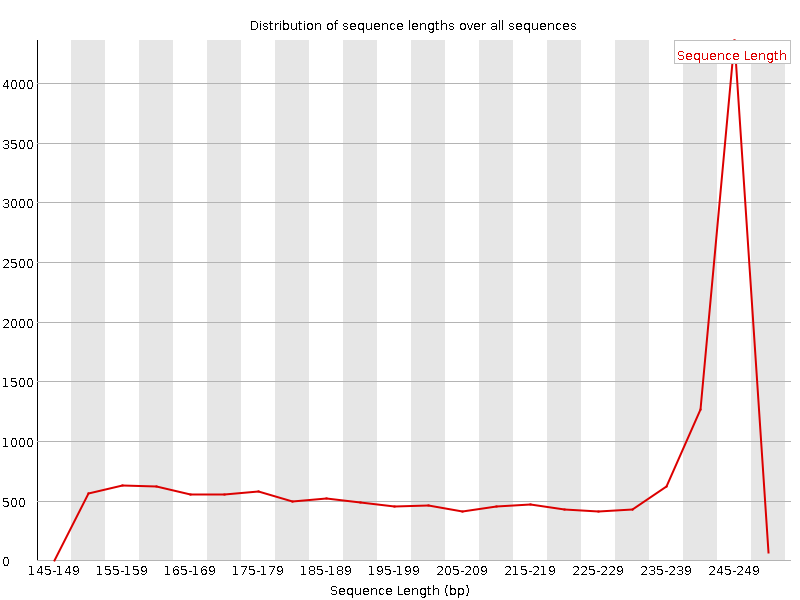 Distribution of sequence lengths over all sequences
Sequence Length
4000
3500
3000
2500
2000
1500
1000
500
0
145-149 155-159 165-169 175-179 185-189 195-199 205-209 215-219 225-229 235-239 245-249
Sequence Length (bp)